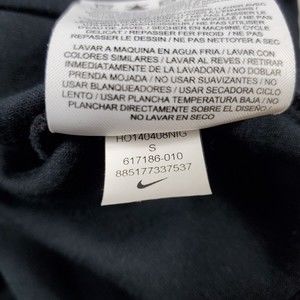 DELICAT / REPASSER FER FROID / NE PAS
REPASSER LE DESSIN / NE PAS NETTOYER À SEC
LAVAR A MAQUINA EN AGUA FRIA / LAVAR CON
COLORES SIMILARES / LAVAR AL REVES / RETIRAR
INMEDIATAMENTE DE LA LAVADORA / NO DOBLAR
PRENDA MOJADA / NO USAR SUAVIZANTES / NO
USAR BLANQUEADORES / USAR SECADORA CICLO
LENTO / USAR PLANCHA TEMPERATURA BAJA / NO
PLANCHAR DIRECTAMENTE SOBRE EL DISEÑO /
NO LAVAR EN SECO
HO140408NIG
S
617186-010
885177337537